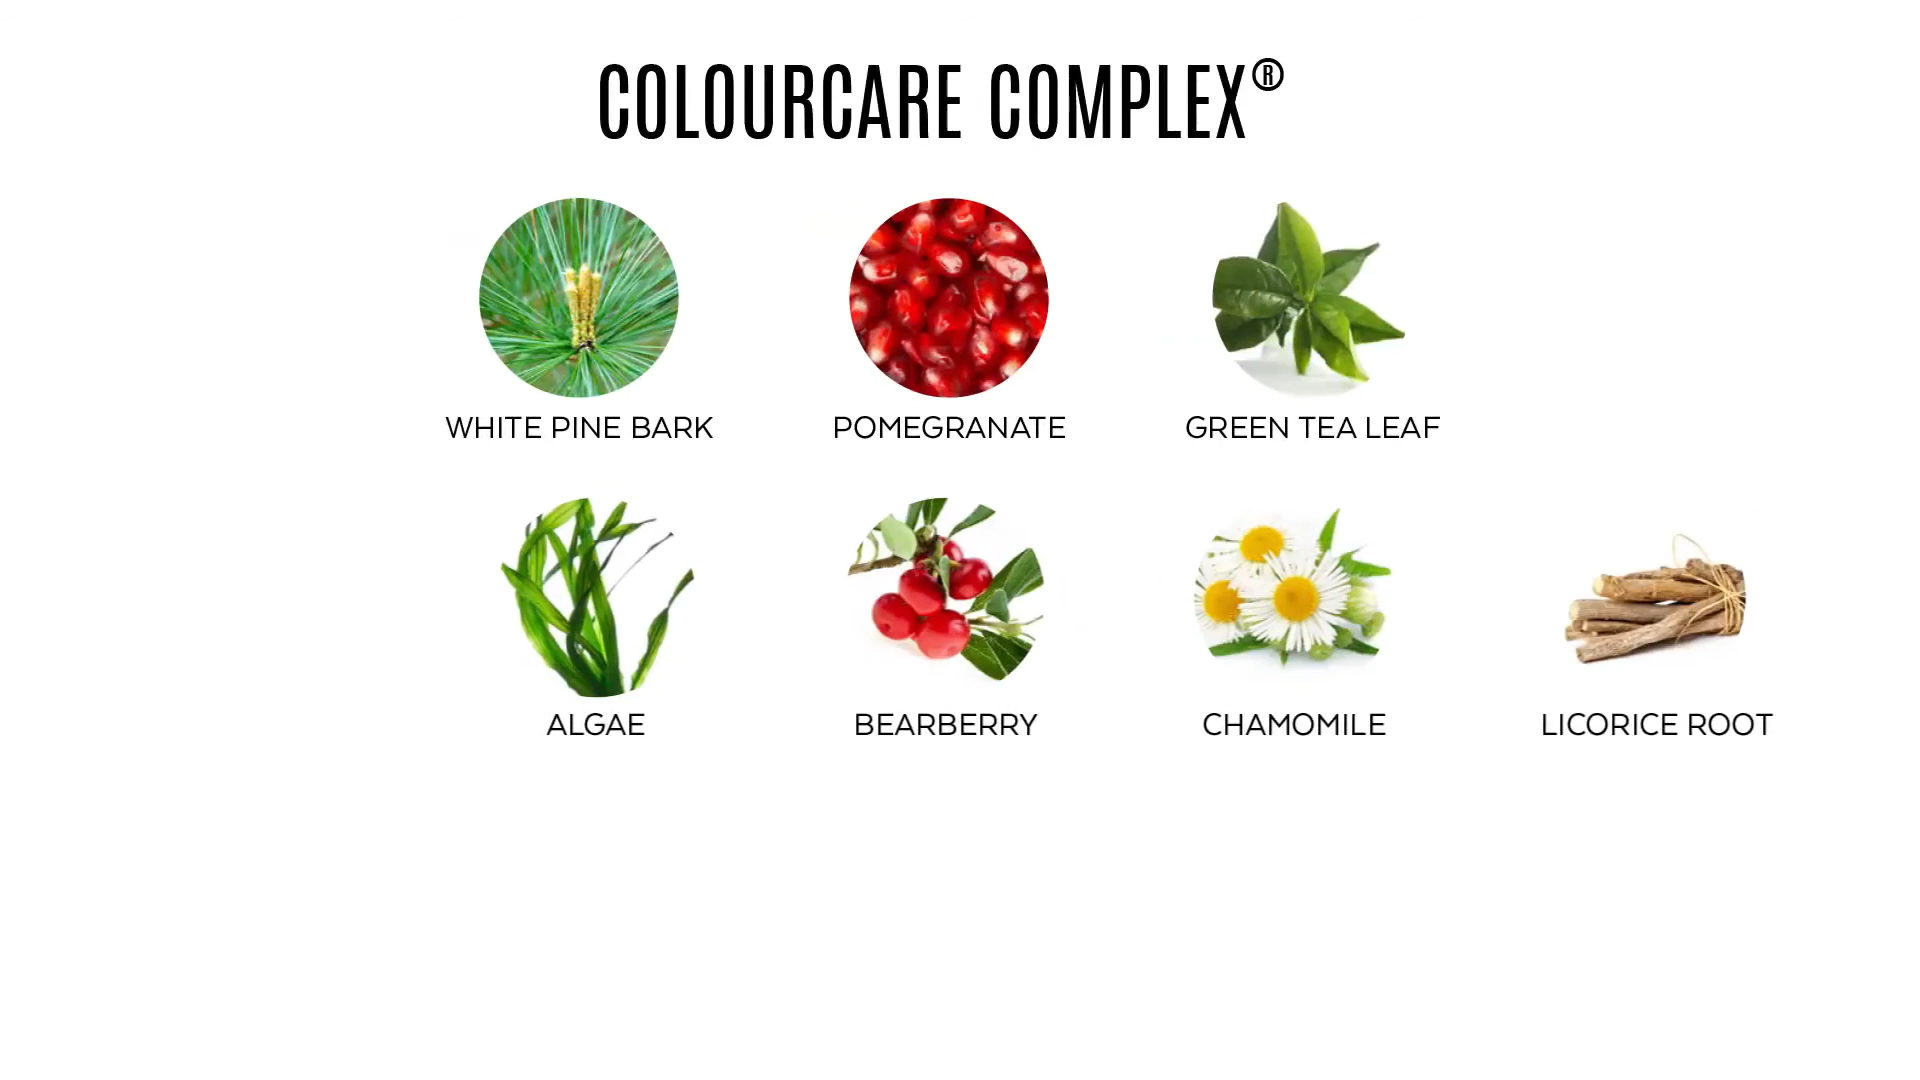 COLOURCARE COMPLEX®
WHITE PINE BARK
POMEGRANATE
GREEN TEA LEAF
ALGAE
BEARBERRY
CHAMOMILE
LICORICE ROOT